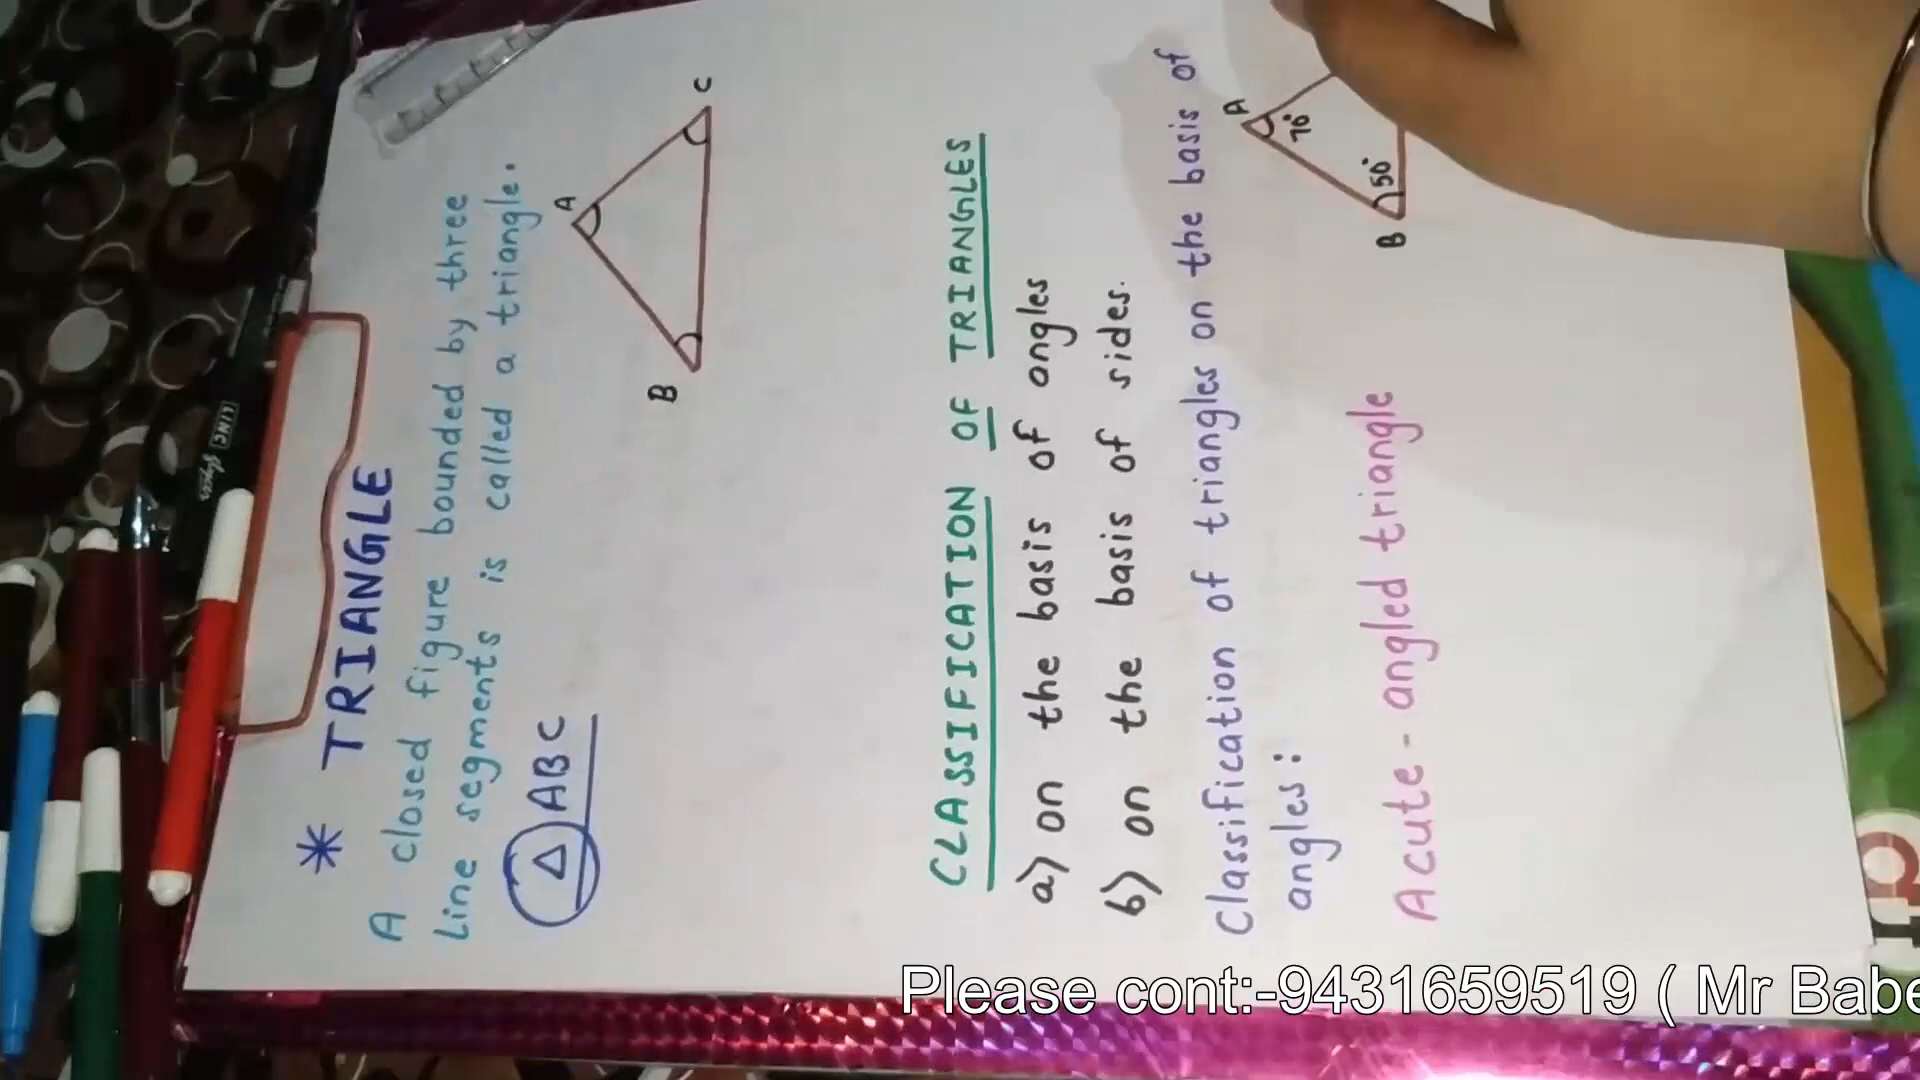 * TRIANGLE
A closed figure bounded by three
Line segments is called a triangle.
△ ABC
A
B
C
CLASSIFICATION OF TRIANGLES
a) on the basis of angles
b) on the basis of sides.
Classification of triangles on the basis of
angles:
Acute-angled triangle
A
70°
50°
B
KING
Please cont:-9431659519 ( Mr Babe